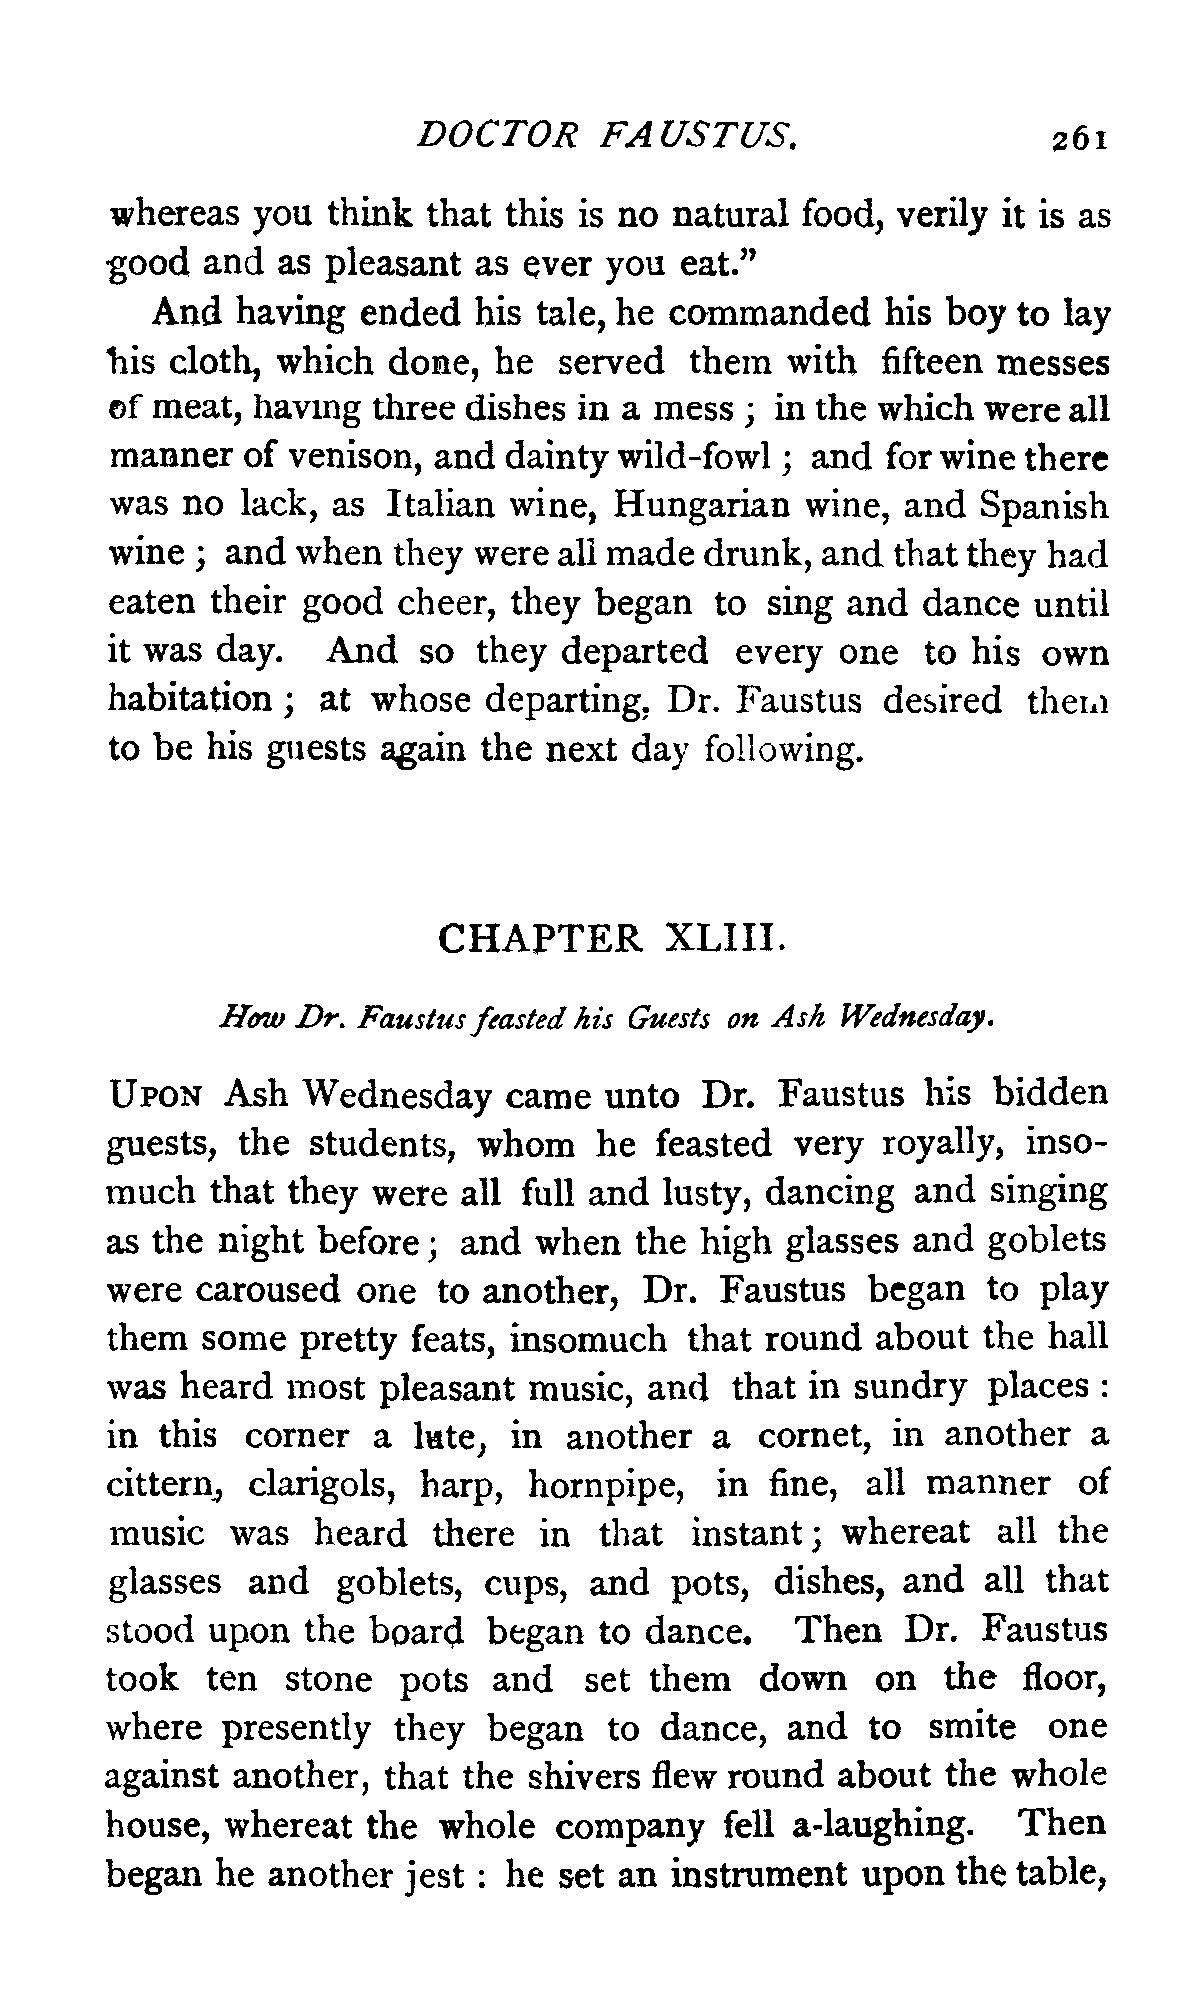 DOCTOR FAUSTUS. 261
whereas you think that this is no natural food, verily it is as
good and as pleasant as ever you eat.”
And having ended his tale, he commanded his boy to lay
his cloth, which done, he served them with fifteen messes
of meat, having three dishes in a mess ; in the which were all
manner of venison, and dainty wild-fowl ; and for wine there
was no lack, as Italian wine, Hungarian wine, and Spanish
wine ; and when they were all made drunk, and that they had
eaten their good cheer, they began to sing and dance until
it was day. And so they departed every one to his own
habitation ; at whose departing, Dr. Faustus desired them
to be his guests again the next day following.
CHAPTER XLIII.
How Dr. Faustus feasted his Guests on Ash Wednesday.
UPON Ash Wednesday came unto Dr. Faustus his bidden
guests, the students, whom he feasted very royally, inso-
much that they were all full and lusty, dancing and singing
as the night before ; and when the high glasses and goblets
were caroused one to another, Dr. Faustus began to play
them some pretty feats, insomuch that round about the hall
was heard most pleasant music, and that in sundry places :
in this corner a lute, in another a cornet, in another a
cittern, clarigols, harp, hornpipe, in fine, all manner of
music was heard there in that instant ; whereat all the
glasses and goblets, cups, and pots, dishes, and all that
stood upon the board began to dance. Then Dr. Faustus
took ten stone pots and set them down on the floor,
where presently they began to dance, and to smite one
against another, that the shivers flew round about the whole
house, whereat the whole company fell a-laughing. Then
began he another jest : he set an instrument upon the table,